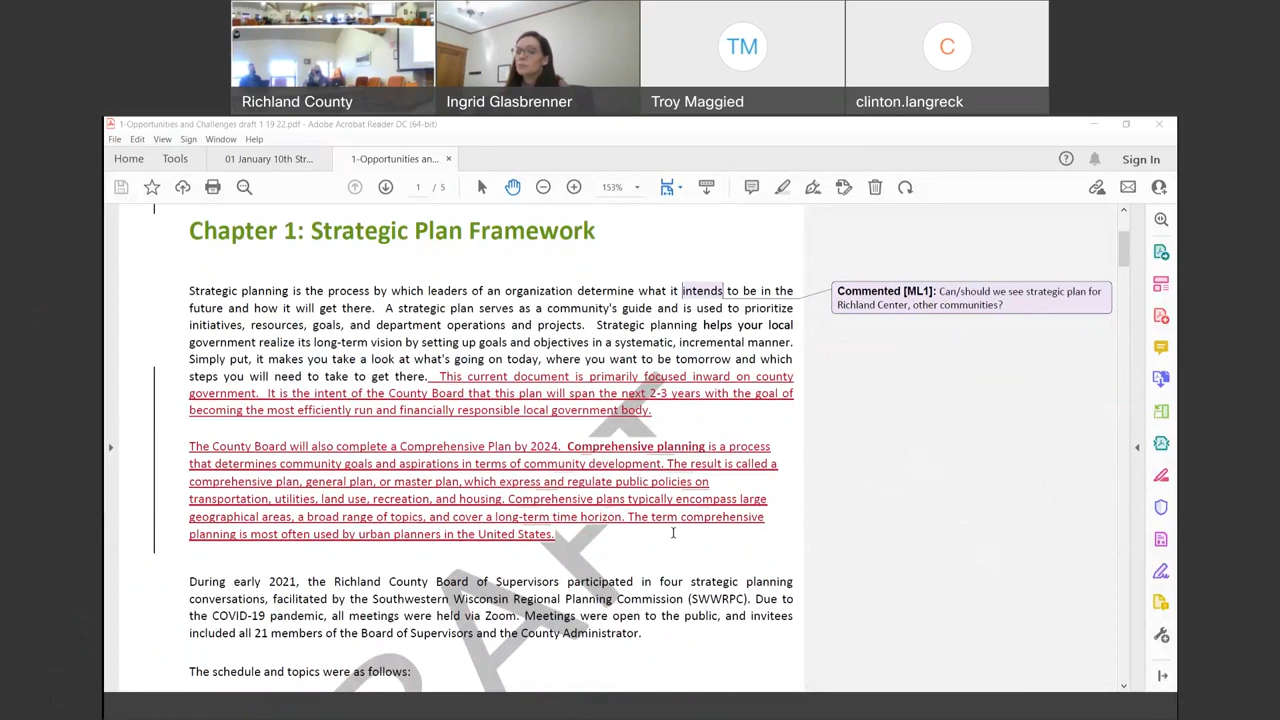 TM
C
Richland County
Ingrid Glasbrenner
Troy Maggied
clinton.langreck
1-Opportunities and Challenges draft 1 19 22.pdf - Adobe Acrobat Reader DC (64-bit)
File Edit View Sign Window Help
Home Tools 01 January 10th Str... 1-Opportunities an... × Sign In
1 / 5 153%
Chapter 1: Strategic Plan Framework
Strategic planning is the process by which leaders of an organization determine what it intends to be in the
future and how it will get there. A strategic plan serves as a community's guide and is used to prioritize
initiatives, resources, goals, and department operations and projects. Strategic planning helps your local
government realize its long-term vision by setting up goals and objectives in a systematic, incremental manner.
Simply put, it makes you take a look at what's going on today, where you want to be tomorrow and which
steps you will need to take to get there. This current document is primarily focused inward on county
government. It is the intent of the County Board that this plan will span the next 2-3 years with the goal of
becoming the most efficiently run and financially responsible local government body.
The County Board will also complete a Comprehensive Plan by 2024. Comprehensive planning is a process
that determines community goals and aspirations in terms of community development. The result is called a
comprehensive plan, general plan, or master plan, which express and regulate public policies on
transportation, utilities, land use, recreation, and housing. Comprehensive plans typically encompass large
geographical areas, a broad range of topics, and cover a long-term time horizon. The term comprehensive
planning is most often used by urban planners in the United States.
During early 2021, the Richland County Board of Supervisors participated in four strategic planning
conversations, facilitated by the Southwestern Wisconsin Regional Planning Commission (SWWRPC). Due to
the COVID-19 pandemic, all meetings were held via Zoom. Meetings were open to the public, and invitees
included all 21 members of the Board of Supervisors and the County Administrator.
The schedule and topics were as follows:
Commented [ML1]: Can/should we see strategic plan for
Richland Center, other communities?
DRAFT